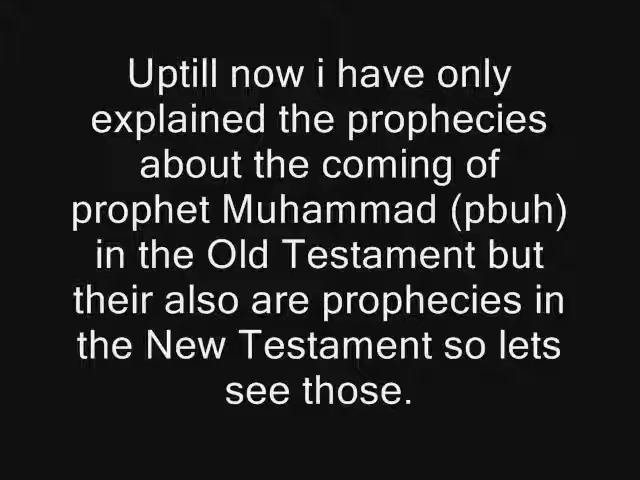 Uptill now i have only
explained the prophecies
about the coming of
prophet Muhammad (pbuh)
in the Old Testament but
their also are prophecies in
the New Testament so lets
see those.